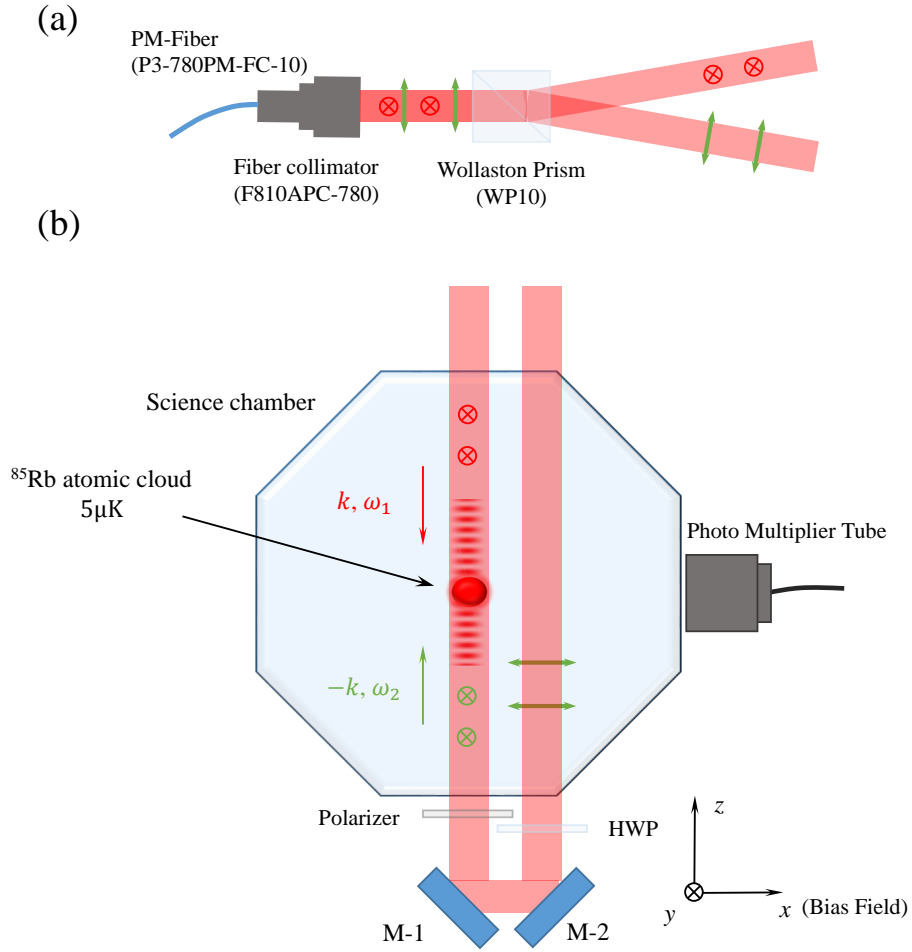 (a)
PM-Fiber
(P3-780PM-FC-10)
Fiber collimator
(F810APC-780)
Wollaston Prism
(WP10)
(b)
Science chamber
⁸⁵Rb atomic cloud
5μK
k, ω₁
Photo Multiplier Tube
−k, ω₂
Polarizer
HWP
z
y
x (Bias Field)
M-1
M-2